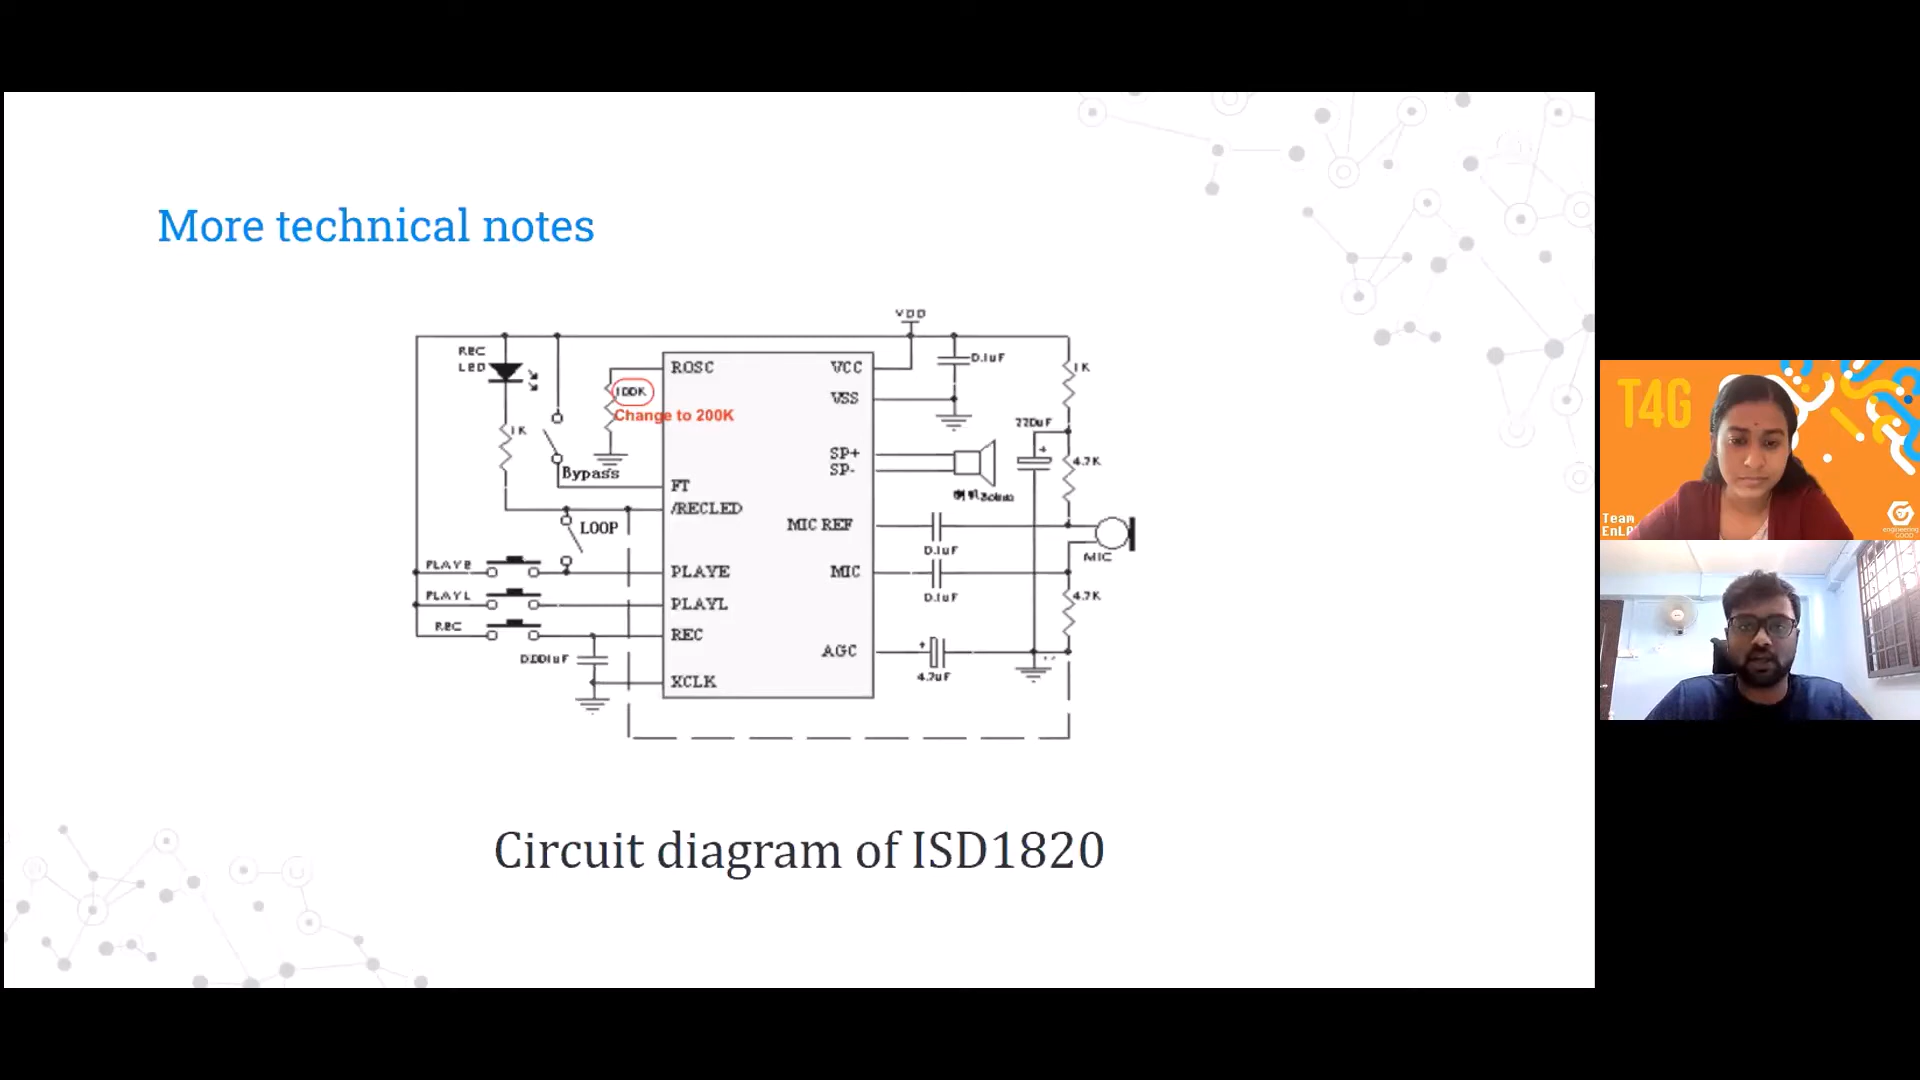 More technical notes
VDD
REC
LED
ROSC
VCC
0.1uF
1K
100K
Change to 200K
VSS
220uF
1K
SP+
SP-
4.7K
Bypass
FT
/RECLED
LOOP
MIC REF
0.1uF
MIC
PLAYE
PLAYE
MIC
0.1uF
4.7K
PLAYL
PLAYL
REC
REC
AGC
0.001uF
4.7uF
XCLK
Circuit diagram of ISD1820
T4G
Team
engineering
GOOD